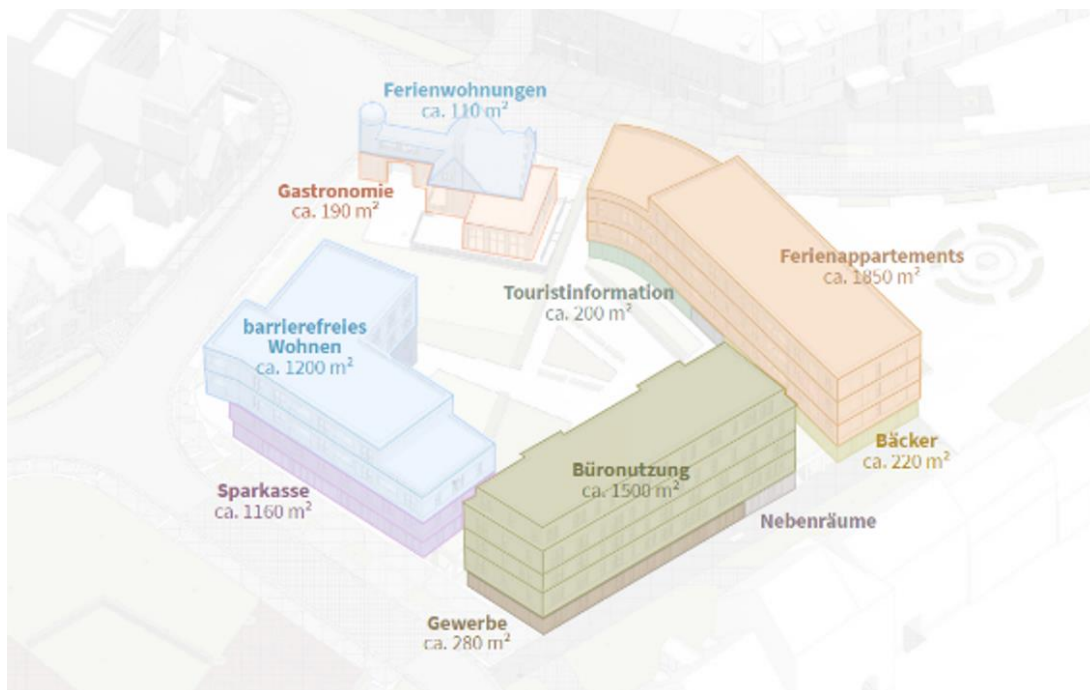 Ferienwohnungen
ca. 110 m²
Gastronomie
ca. 190 m²
Ferienappartements
ca. 1850 m²
Touristinformation
ca. 200 m²
barrierefreies
Wohnen
ca. 1200 m²
Bäcker
ca. 220 m²
Büronutzung
ca. 1500 m²
Sparkasse
ca. 1160 m²
Nebenräume
Gewerbe
ca. 280 m²